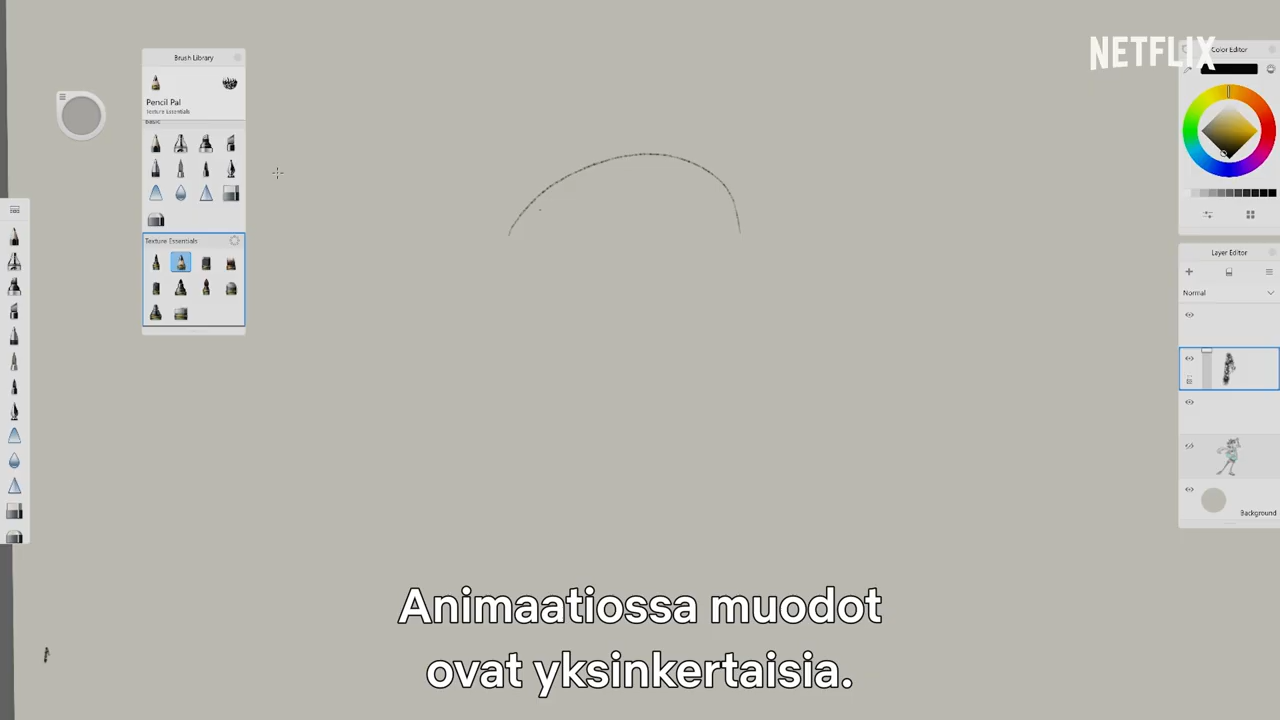 NETFLIX
Brush Library
Pencil Pal
Texture Essentials
Basic
Texture Essentials
Color Editor
Layer Editor
Normal
Background
Animaatiossa muodot
ovat yksinkertaisia.